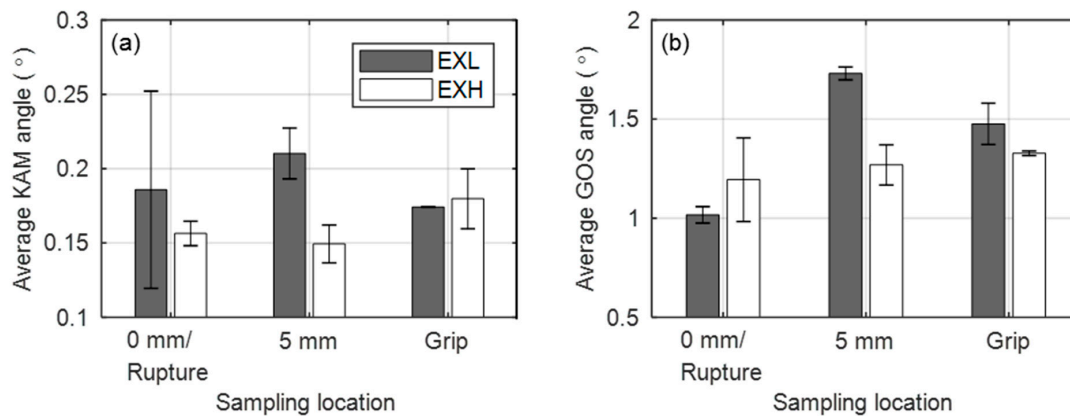 (a)
EXL
EXH
Average KAM angle (°)
0.3
0.25
0.2
0.15
0.1
0 mm/
Rupture
5 mm
Grip
Sampling location
(b)
Average GOS angle (°)
2
1.5
1
0.5
0 mm/
Rupture
5 mm
Grip
Sampling location